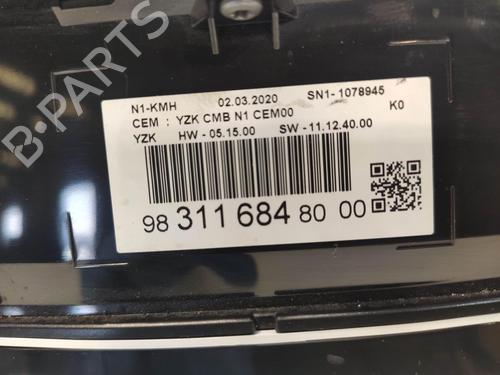 B-PARTS
N1-KMH 02.03.2020 SN1- 1078945
CEM : YZK CMB N1 CEM00 K0
YZK HW - 05.15.00 SW - 11.12.40.00
98 311 684 80 00